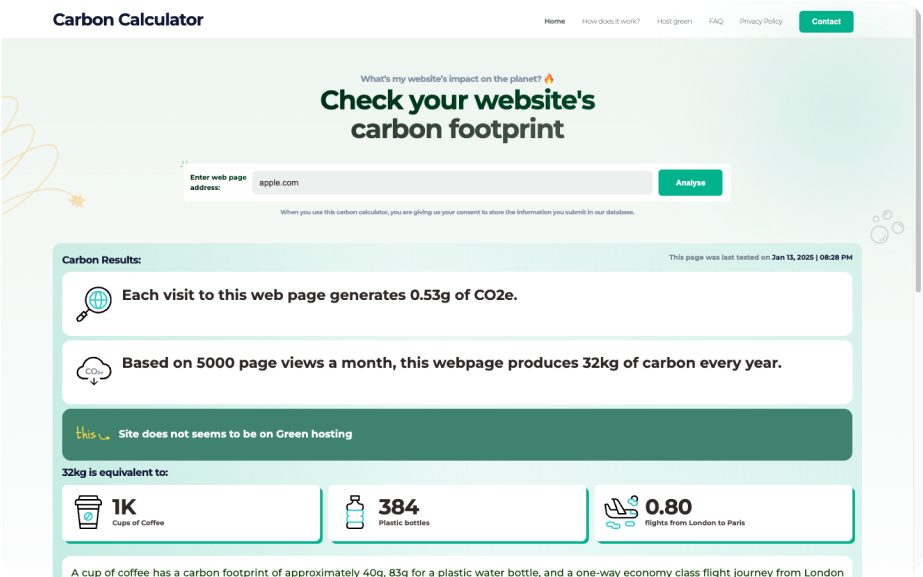 Carbon Calculator
Home How does it work? Host green FAQ Privacy Policy Contact
What's my website's impact on the planet? 🔥
Check your website's
carbon footprint
Enter web page
address:
apple.com
Analyse
When you use this carbon calculator, you are giving us your consent to store the information you submit in our database.
Carbon Results:
This page was last tested on Jan 13, 2025 | 08:28 PM
Each visit to this web page generates 0.53g of CO2e.
CO2e
Based on 5000 page views a month, this webpage produces 32kg of carbon every year.
this
Site does not seems to be on Green hosting
32kg is equivalent to:
1K
Cups of Coffee
384
Plastic bottles
0.80
flights from London to Paris
A cup of coffee has a carbon footprint of approximately 40g, 83g for a plastic water bottle, and a one-way economy class flight journey from London